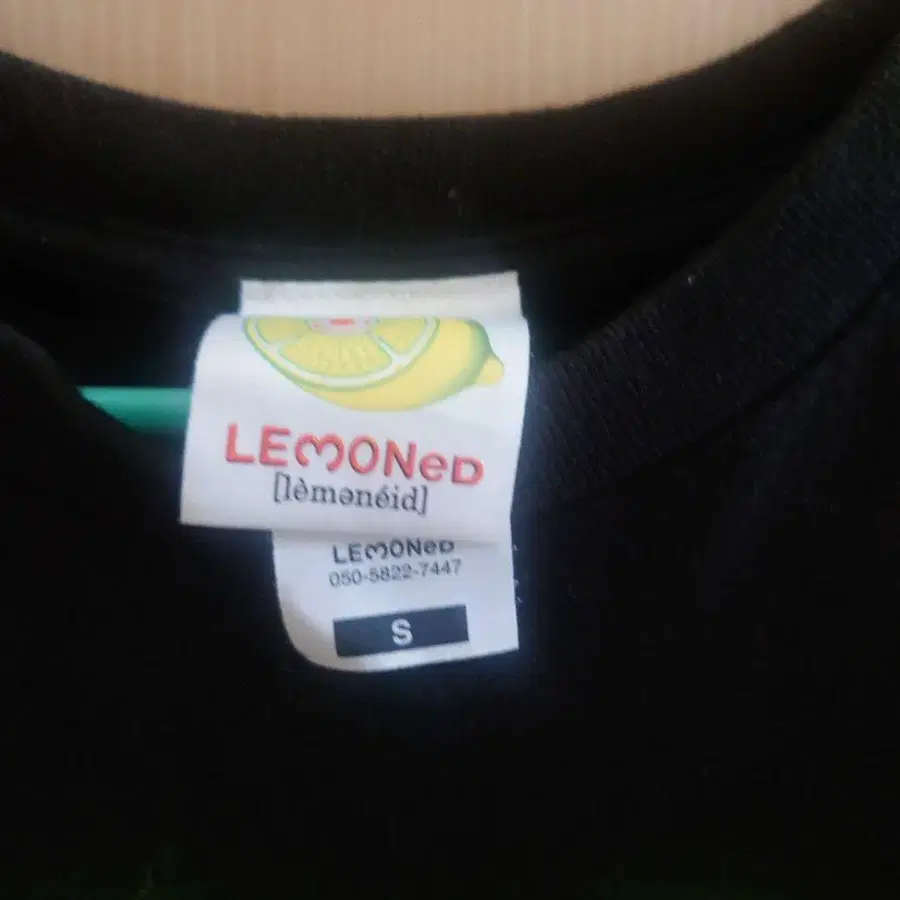 LEMONeD
[lèmənéid]
LEMONeD
050-5822-7447
S